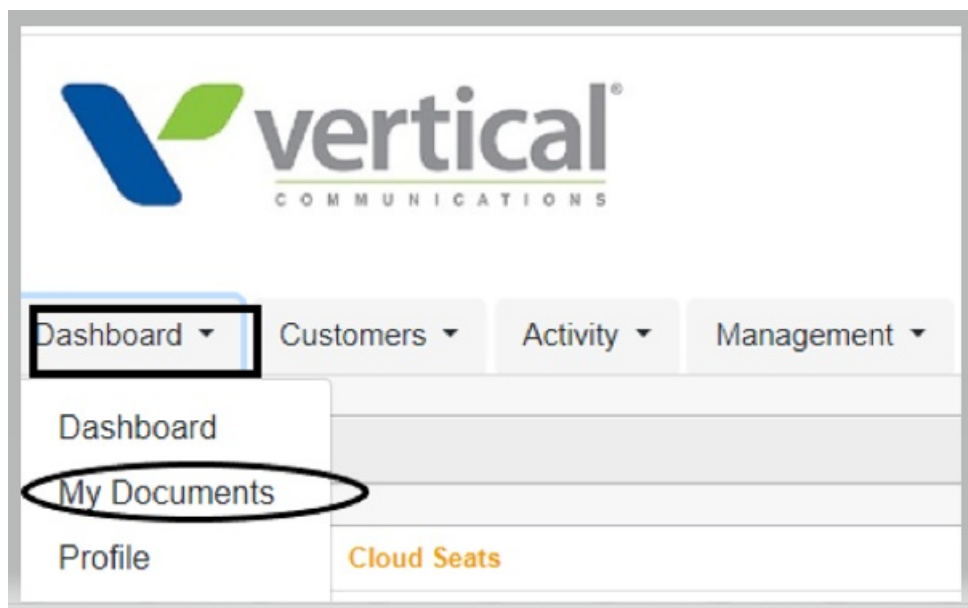 vertical®
COMMUNICATIONS
Dashboard Customers Activity Management
Dashboard
My Documents
Profile Cloud Seats